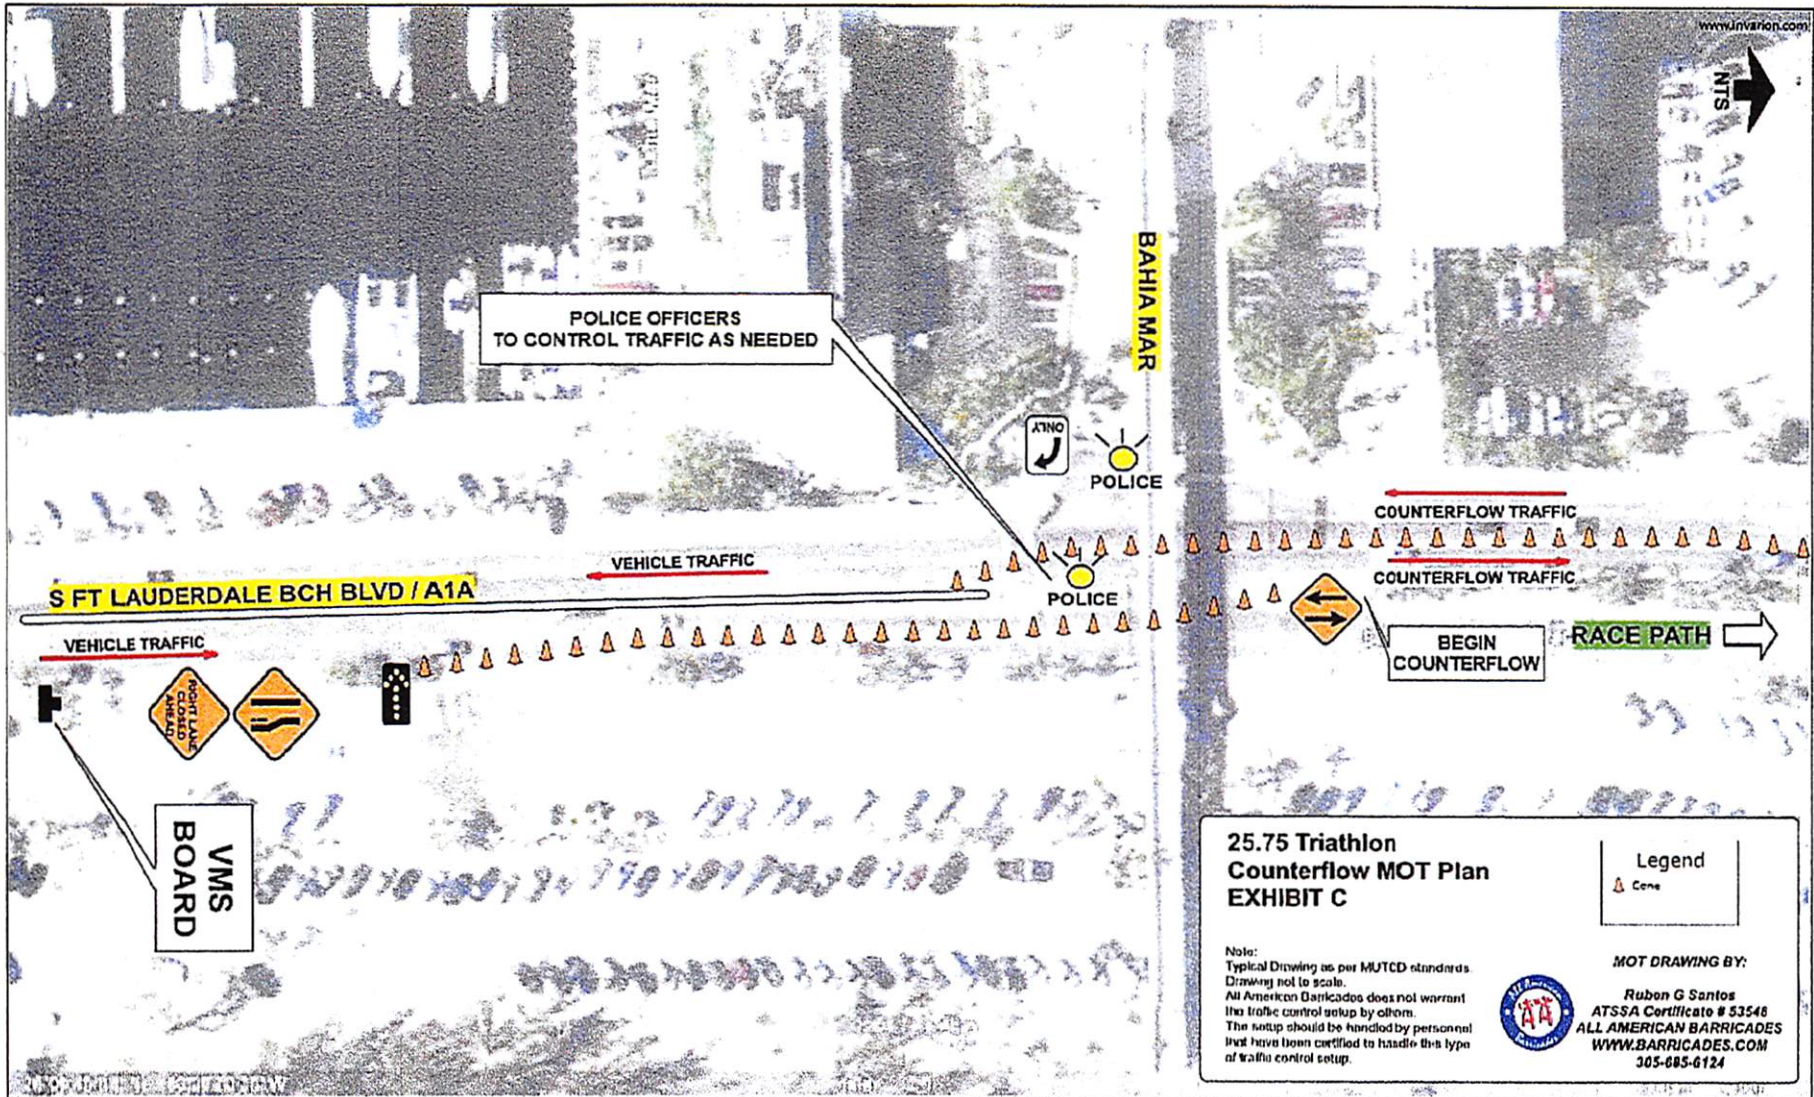 www.invarion.com
NTS
BAHIA MAR
POLICE OFFICERS
TO CONTROL TRAFFIC AS NEEDED
ONLY
POLICE
COUNTERFLOW TRAFFIC
VEHICLE TRAFFIC
COUNTERFLOW TRAFFIC
S FT LAUDERDALE BCH BLVD / A1A
POLICE
VEHICLE TRAFFIC
BEGIN
COUNTERFLOW
RACE PATH
RIGHT LANE
CLOSED
AHEAD
VMS
BOARD
25.75 Triathlon
Counterflow MOT Plan
EXHIBIT C
Legend
Cone
Note:
Typical Drawing as per MUTCD standards.
Drawing not to scale.
All American Barricades does not warrant
the traffic control setup by others.
The setup should be handled by personnel
that have been certified to handle this type
of traffic control setup.
All American
Barricades
MOT DRAWING BY:
Ruben G Santos
ATSSA Certificate # 53548
ALL AMERICAN BARRICADES
WWW.BARRICADES.COM
305-685-6124